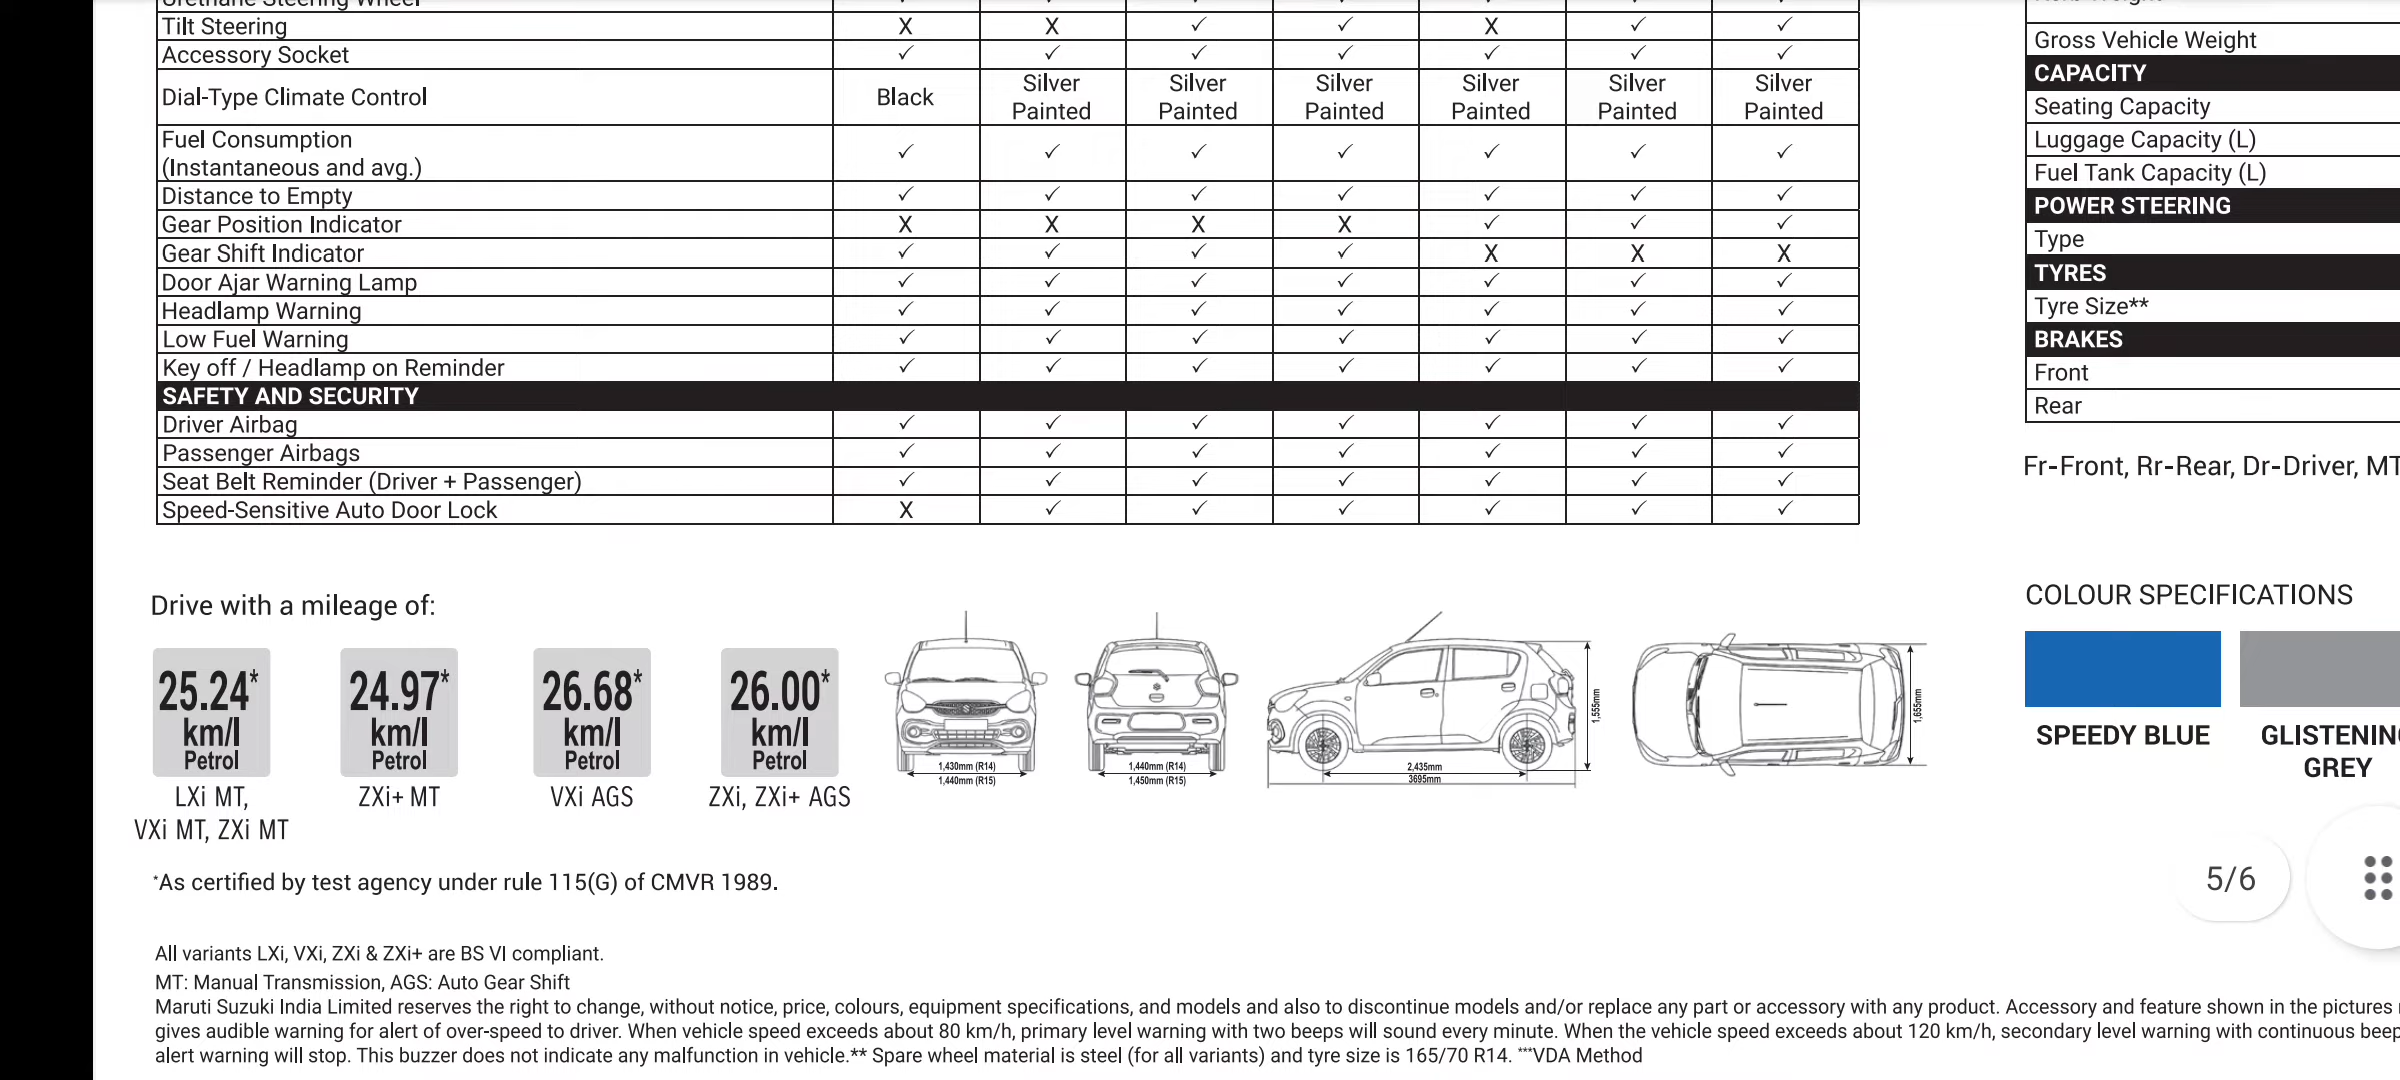 Urethane Steering Wheel ✓ ✓ ✓ ✓ ✓ ✓ ✓
Tilt Steering X X ✓ ✓ X ✓ ✓
Accessory Socket ✓ ✓ ✓ ✓ ✓ ✓ ✓
Dial-Type Climate Control Black Silver Painted Silver Painted Silver Painted Silver Painted Silver Painted Silver Painted
Fuel Consumption
(Instantaneous and avg.) ✓ ✓ ✓ ✓ ✓ ✓ ✓
Distance to Empty ✓ ✓ ✓ ✓ ✓ ✓ ✓
Gear Position Indicator X X X X ✓ ✓ ✓
Gear Shift Indicator ✓ ✓ ✓ ✓ X X X
Door Ajar Warning Lamp ✓ ✓ ✓ ✓ ✓ ✓ ✓
Headlamp Warning ✓ ✓ ✓ ✓ ✓ ✓ ✓
Low Fuel Warning ✓ ✓ ✓ ✓ ✓ ✓ ✓
Key off / Headlamp on Reminder ✓ ✓ ✓ ✓ ✓ ✓ ✓
SAFETY AND SECURITY
Driver Airbag ✓ ✓ ✓ ✓ ✓ ✓ ✓
Passenger Airbags ✓ ✓ ✓ ✓ ✓ ✓ ✓
Seat Belt Reminder (Driver + Passenger) ✓ ✓ ✓ ✓ ✓ ✓ ✓
Speed-Sensitive Auto Door Lock X ✓ ✓ ✓ ✓ ✓ ✓
Gross Vehicle Weight
CAPACITY
Seating Capacity
Luggage Capacity (L)
Fuel Tank Capacity (L)
POWER STEERING
Type
TYRES
Tyre Size**
BRAKES
Front
Rear
Fr-Front, Rr-Rear, Dr-Driver, MT
Drive with a mileage of:
25.24*
km/l
Petrol
LXi MT,
VXi MT, ZXi MT
24.97*
km/l
Petrol
ZXi+ MT
26.68*
km/l
Petrol
VXi AGS
26.00*
km/l
Petrol
ZXi, ZXi+ AGS
1,430mm (R14)
1,440mm (R15)
1,440mm (R14)
1,450mm (R15)
2,435mm
3695mm
1,555mm
1,655mm
COLOUR SPECIFICATIONS
SPEEDY BLUE
GLISTENING
GREY
*As certified by test agency under rule 115(G) of CMVR 1989.
5/6
All variants LXi, VXi, ZXi & ZXi+ are BS VI compliant.
MT: Manual Transmission, AGS: Auto Gear Shift
Maruti Suzuki India Limited reserves the right to change, without notice, price, colours, equipment specifications, and models and also to discontinue models and/or replace any part or accessory with any product. Accessory and feature shown in the pictures
gives audible warning for alert of over-speed to driver. When vehicle speed exceeds about 80 km/h, primary level warning with two beeps will sound every minute. When the vehicle speed exceeds about 120 km/h, secondary level warning with continuous beep
alert warning will stop. This buzzer does not indicate any malfunction in vehicle.** Spare wheel material is steel (for all variants) and tyre size is 165/70 R14. ***VDA Method